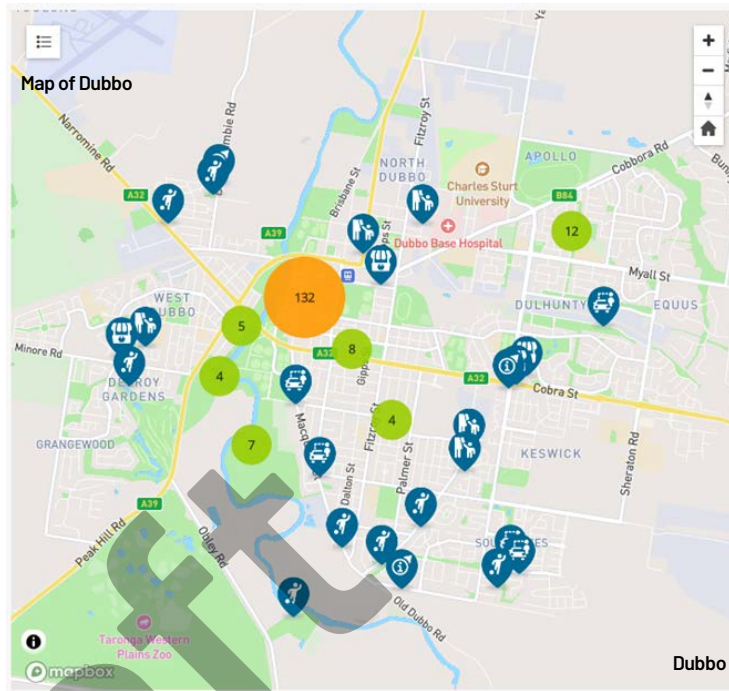 Map of Dubbo
Narromine Rd
Fitzroy St
NORTH
DUBBO
APOLLO
Cobbora Rd
Charles Sturt
University
A32
Brisbane St
B84
A39
Dubbo Base Hospital
12
Myall St
132
WEST
DUBBO
DULHUNTY
EQUUS
5
8
Minore Rd
A32
Gipps St
A32
Cobra St
DELROY
GARDENS
4
4
Fitzroy St
GRANGEWOOD
7
Palmer St
KESWICK
Sheraton Rd
Dalton St
A39
Peak Hill Rd
Obley Rd
Old Dubbo Rd
Taronga Western
Plains Zoo
mapbox
Dubbo